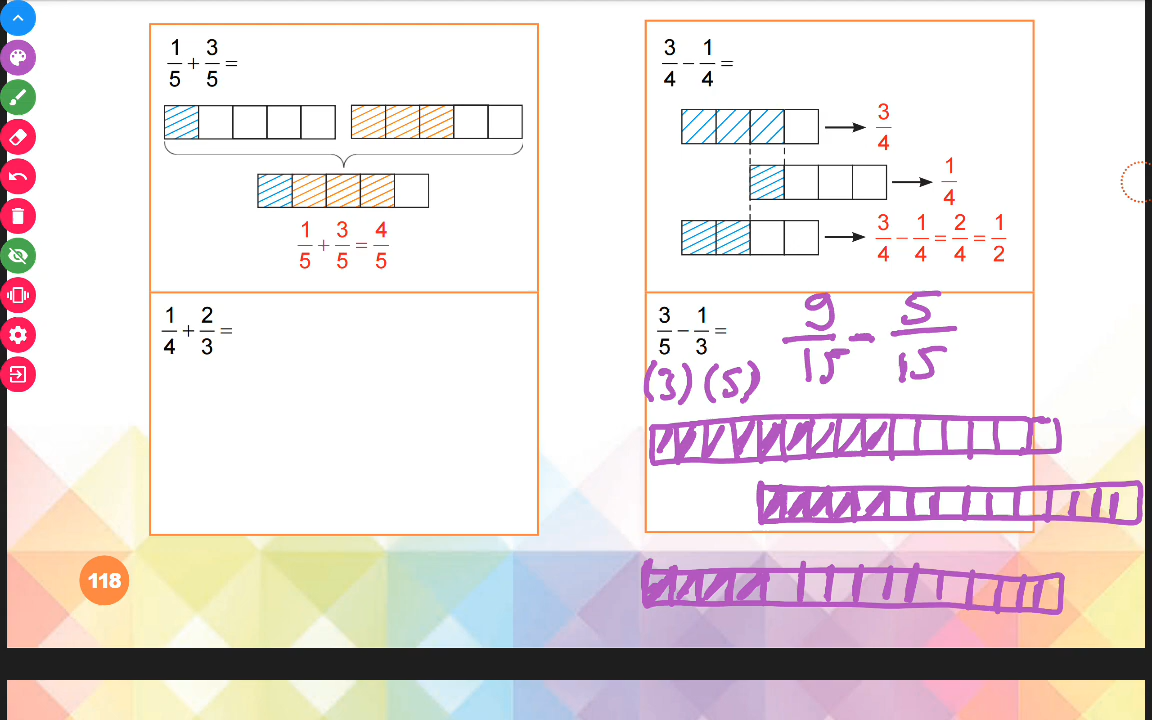 1/5 + 3/5 =
1/5 + 3/5 = 4/5
3/4 − 1/4 =
3/4
1/4
3/4 − 1/4 = 2/4 = 1/2
1/4 + 2/3 =
3/5 − 1/3 = 9/15 − 5/15
(3) (5)
118